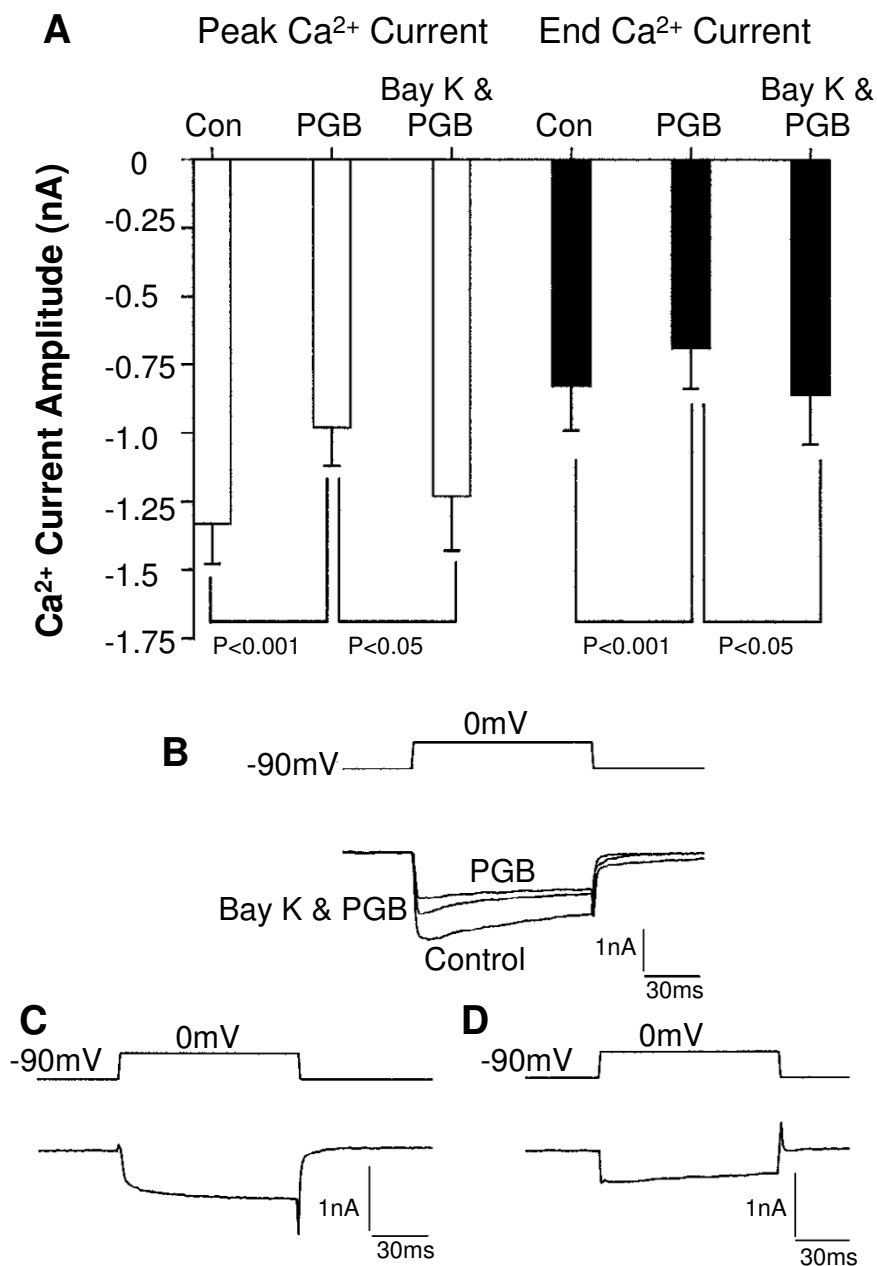 A
Peak Ca²⁺ Current
End Ca²⁺ Current
Con
PGB
Bay K &
PGB
Con
PGB
Bay K &
PGB
Ca²⁺ Current Amplitude (nA)
0
-0.25
-0.5
-0.75
-1.0
-1.25
-1.5
-1.75
P<0.001
P<0.05
P<0.001
P<0.05
B
0mV
-90mV
PGB
Bay K & PGB
Control
1nA
30ms
C
0mV
-90mV
1nA
30ms
D
0mV
-90mV
1nA
30ms